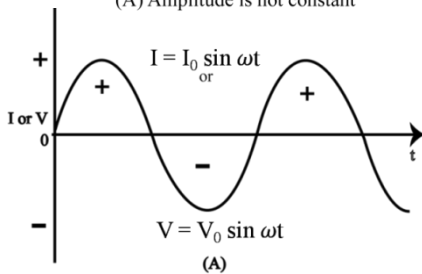 (A) Amplitude is not constant
+
I = I₀ sin ωt
or
+
+
I or V
0
t
−
−
V = V₀ sin ωt
(A)